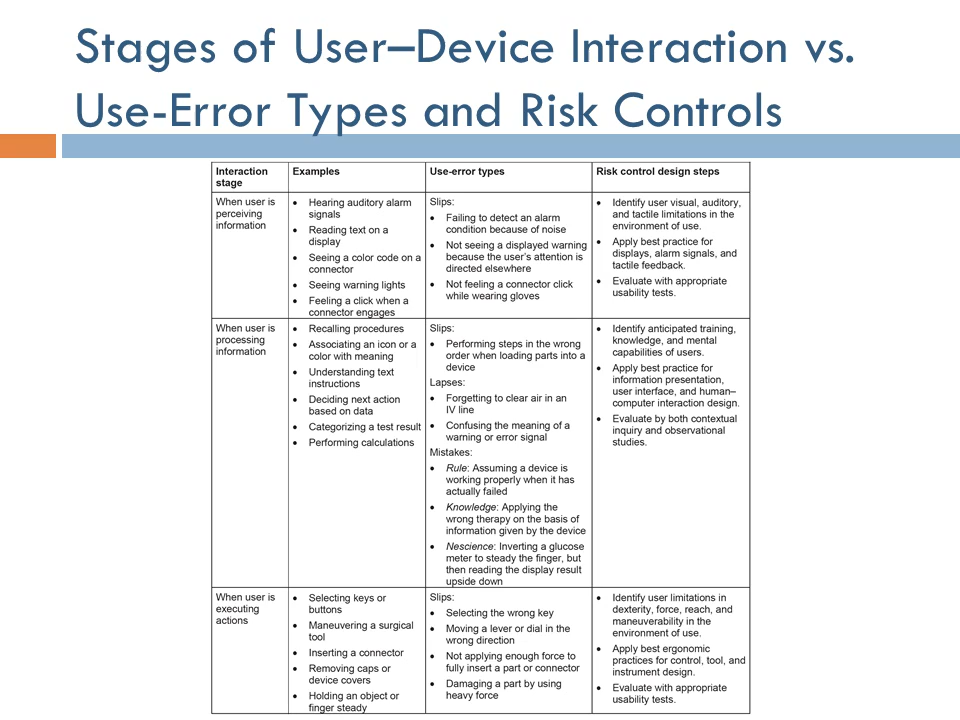 Stages of User–Device Interaction vs.
Use-Error Types and Risk Controls
Interaction
stage
Examples
Use-error types
Risk control design steps
When user is
perceiving
information
• Hearing auditory alarm
signals
• Reading text on a
display
• Seeing a color code on a
connector
• Seeing warning lights
• Feeling a click when a
connector engages
Slips:
• Failing to detect an alarm
condition because of noise
• Not seeing a displayed warning
because the user's attention is
directed elsewhere
• Not feeling a connector click
while wearing gloves
• Identify user visual, auditory,
and tactile limitations in the
environment of use.
• Apply best practice for
displays, alarm signals, and
tactile feedback.
• Evaluate with appropriate
usability tests.
When user is
processing
information
• Recalling procedures
• Associating an icon or a
color with meaning
• Understanding text
instructions
• Deciding next action
based on data
• Categorizing a test result
• Performing calculations
Slips:
• Performing steps in the wrong
order when loading parts into a
device
Lapses:
• Forgetting to clear air in an
IV line
• Confusing the meaning of a
warning or error signal
Mistakes:
• Rule: Assuming a device is
working properly when it has
actually failed
• Knowledge: Applying the
wrong therapy on the basis of
information given by the device
• Nescience: Inverting a glucose
meter to steady the finger, but
then reading the display result
upside down
• Identify anticipated training,
knowledge, and mental
capabilities of users.
• Apply best practice for
information presentation,
user interface, and human–
computer interaction design.
• Evaluate by both contextual
inquiry and observational
studies.
When user is
executing
actions
• Selecting keys or
buttons
• Maneuvering a surgical
tool
• Inserting a connector
• Removing caps or
device covers
• Holding an object or
finger steady
Slips:
• Selecting the wrong key
• Moving a lever or dial in the
wrong direction
• Not applying enough force to
fully insert a part or connector
• Damaging a part by using
heavy force
• Identify user limitations in
dexterity, force, reach, and
maneuverability in the
environment of use.
• Apply best ergonomic
practices for control, tool, and
instrument design.
• Evaluate with appropriate
usability tests.